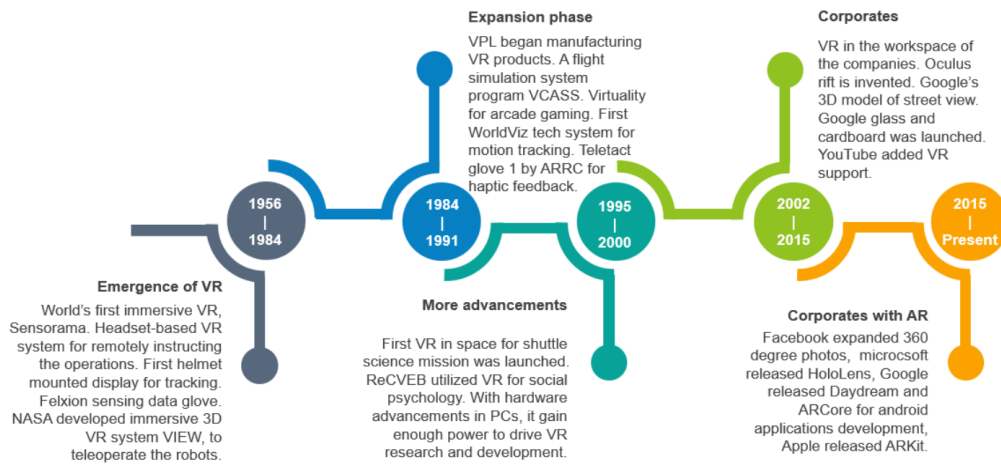 Expansion phase
VPL began manufacturing
VR products. A flight
simulation system
program VCASS. Virtuality
for arcade gaming. First
WorldViz tech system for
motion tracking. Teletact
glove 1 by ARRC for
haptic feedback.
Corporates
VR in the workspace of
the companies. Oculus
rift is invented. Google's
3D model of street view.
Google glass and
cardboard was launched.
YouTube added VR
support.
1956
1984
1984
1991
1995
2000
2002
2015
2015
Present
Emergence of VR
World's first immersive VR,
Sensorama. Headset-based VR
system for remotely instructing
the operations. First helmet
mounted display for tracking.
Felxion sensing data glove.
NASA developed immersive 3D
VR system VIEW, to
teleoperate the robots.
More advancements
First VR in space for shuttle
science mission was launched.
ReCVEB utilized VR for social
psychology. With hardware
advancements in PCs, it gain
enough power to drive VR
research and development.
Corporates with AR
Facebook expanded 360
degree photos, microcsoft
released HoloLens, Google
released Daydream and
ARCore for android
applications development,
Apple released ARKit.